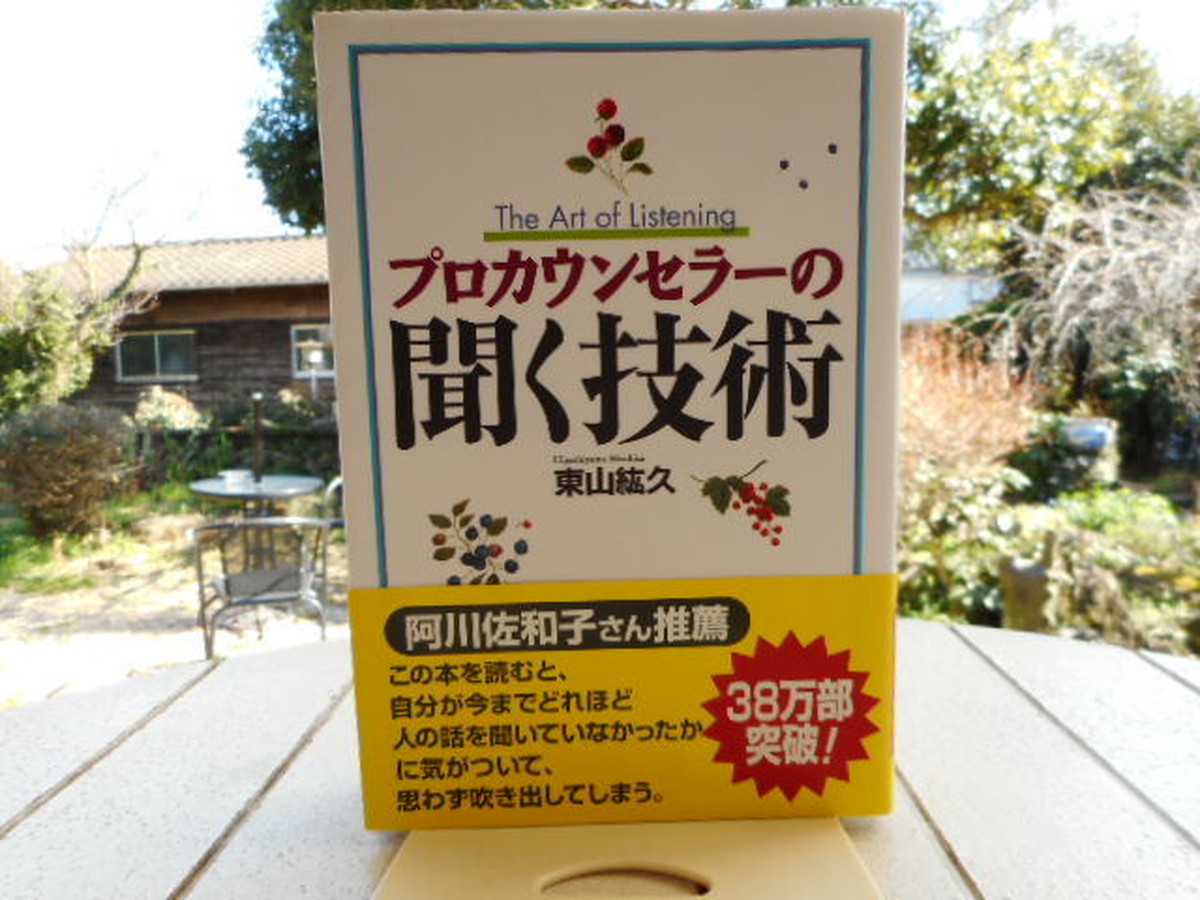 The Art of Listening
プロカウンセラーの
聞く技術
東山紘久
阿川佐和子さん推薦
この本を読むと、
自分が今までどれほど
人の話を聞いていなかったか
に気がついて、
思わず吹き出してしまう。
38万部
突破!